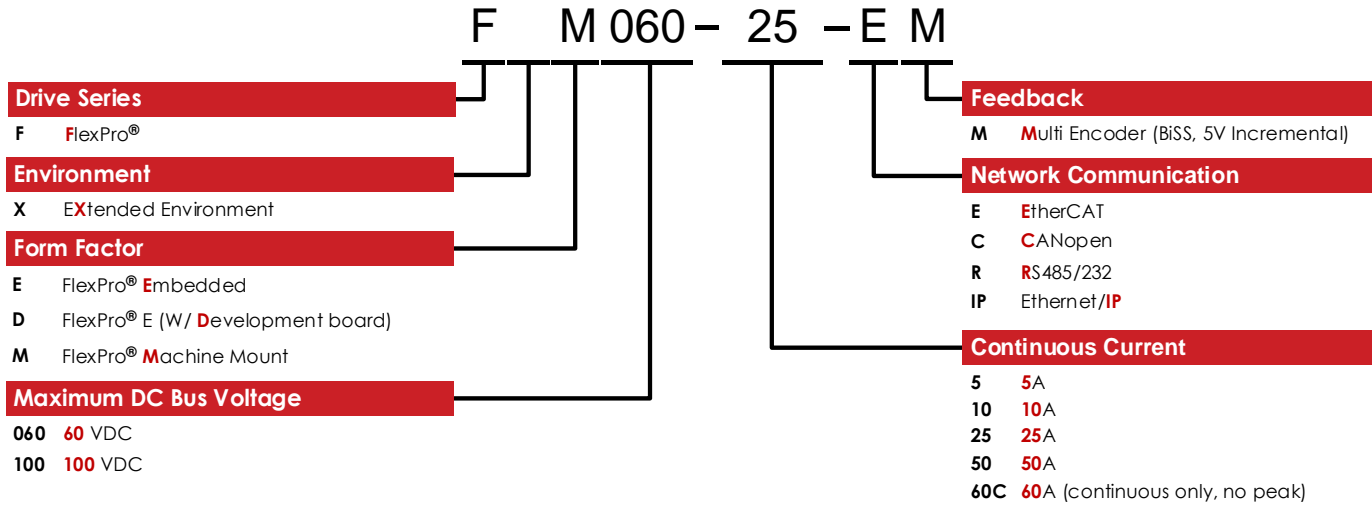 F M 060 – 25 – E M
Drive Series
F FlexPro®
Environment
X EXtended Environment
Form Factor
E FlexPro® Embedded
D FlexPro® E (W/ Development board)
M FlexPro® Machine Mount
Maximum DC Bus Voltage
060 60 VDC
100 100 VDC
Feedback
M Multi Encoder (BiSS, 5V Incremental)
Network Communication
E EtherCAT
C CANopen
R RS485/232
IP Ethernet/IP
Continuous Current
5 5A
10 10A
25 25A
50 50A
60C 60A (continuous only, no peak)